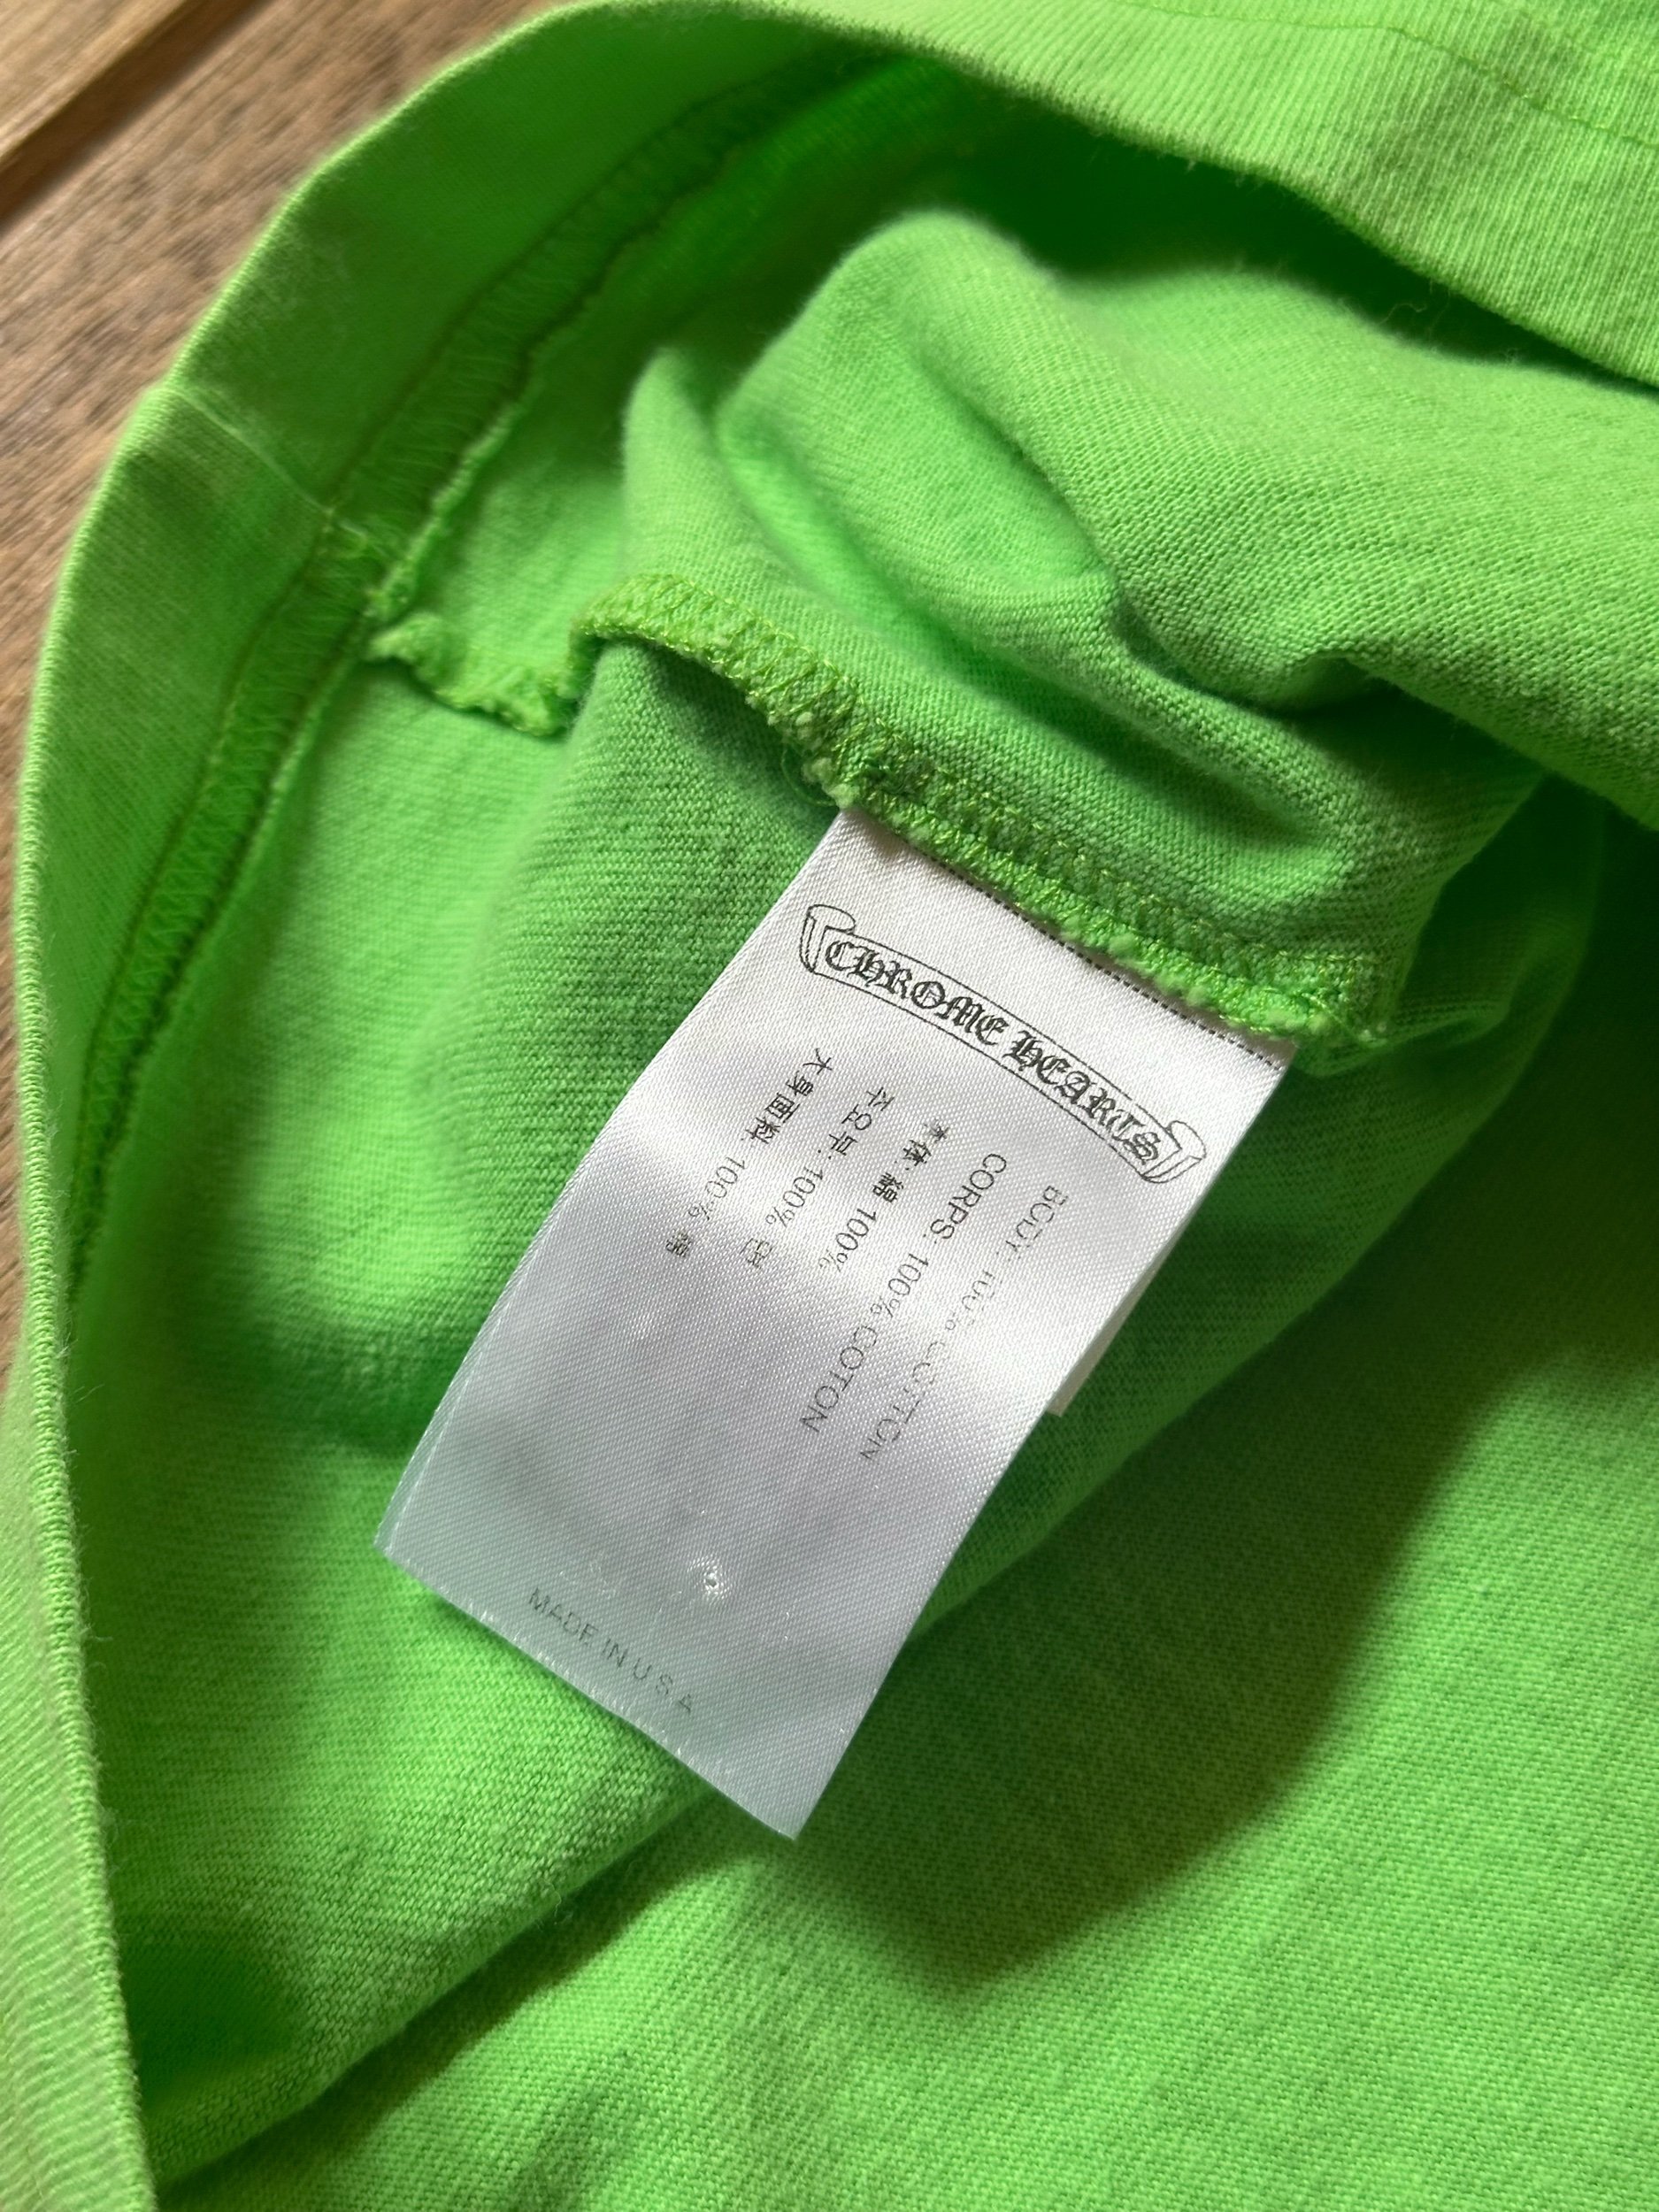 CHROME HEARTS
BODY: 100% COTTON
CORPS: 100% COTON
本体: 綿 100%
주요부: 100% 면
大身面料: 100% 棉
MADE IN U S A